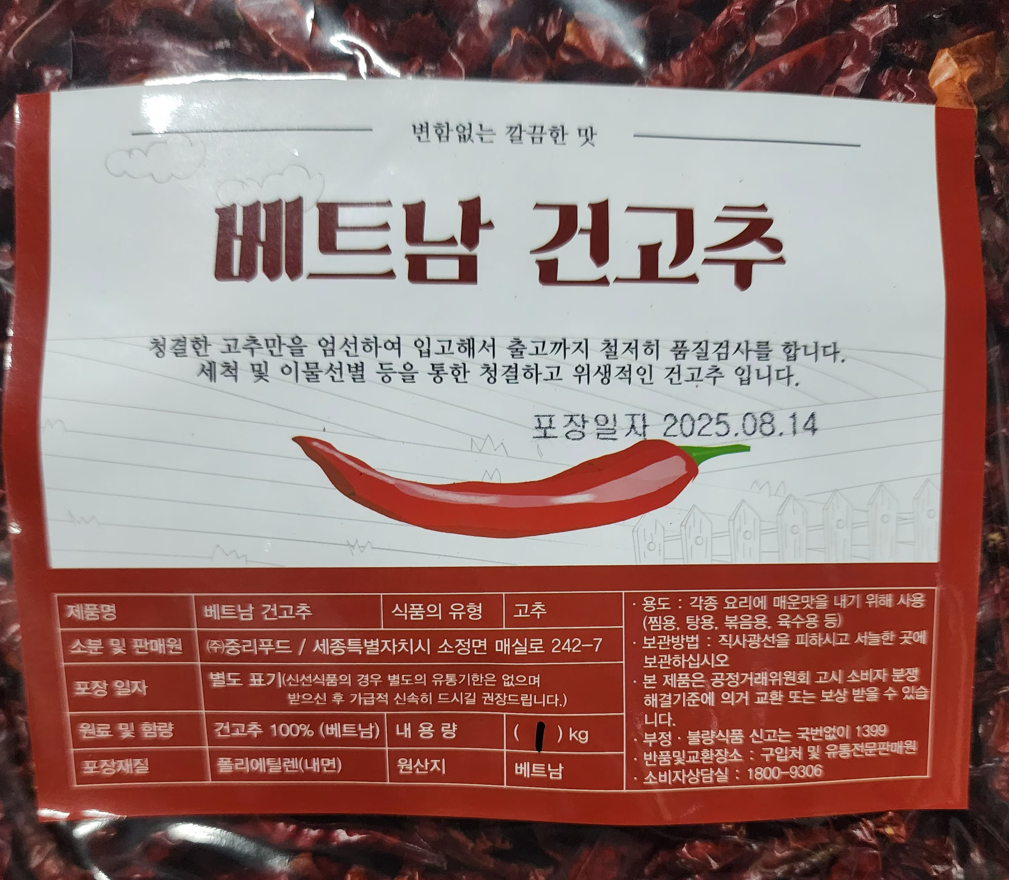 변함없는 깔끔한 맛
베트남 건고추
청결한 고추만을 엄선하여 입고해서 출고까지 철저히 품질검사를 합니다.
세척 및 이물선별 등을 통한 청결하고 위생적인 건고추 입니다.
포장일자 2025.08.14
제품명 베트남 건고추 식품의 유형 고추
소분 및 판매원 ㈜중리푸드 / 세종특별자치시 소정면 매실로 242-7
포장 일자 별도 표기(신선식품의 경우 별도의 유통기한은 없으며
받으신 후 가급적 신속히 드시길 권장드립니다.)
원료 및 함량 건고추 100% (베트남) 내 용 량 ( 1 ) kg
포장재질 폴리에틸렌(내면) 원산지 베트남
· 용도 : 각종 요리에 매운맛을 내기 위해 사용
(찜용, 탕용, 볶음용, 육수용 등)
· 보관방법 : 직사광선을 피하시고 서늘한 곳에
보관하십시오
· 본 제품은 공정거래위원회 고시 소비자 분쟁
해결기준에 의거 교환 또는 보상 받을 수 있습
니다.
· 부정 · 불량식품 신고는 국번없이 1399
· 반품및교환장소 : 구입처 및 유통전문판매원
· 소비자상담실 : 1800-9306